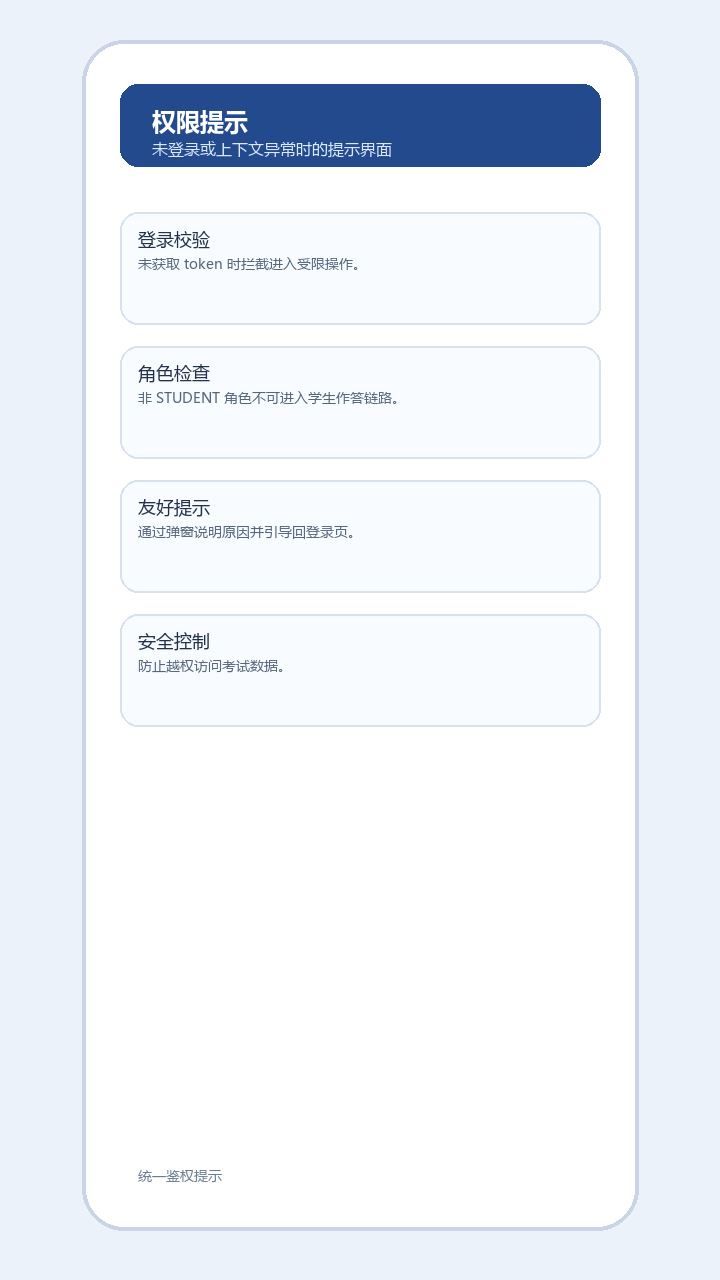 权限提示
未登录或上下文异常时的提示界面
登录校验
未获取 token 时拦截进入受限操作。
角色检查
非 STUDENT 角色不可进入学生作答链路。
友好提示
通过弹窗说明原因并引导回登录页。
安全控制
防止越权访问考试数据。
统一鉴权提示